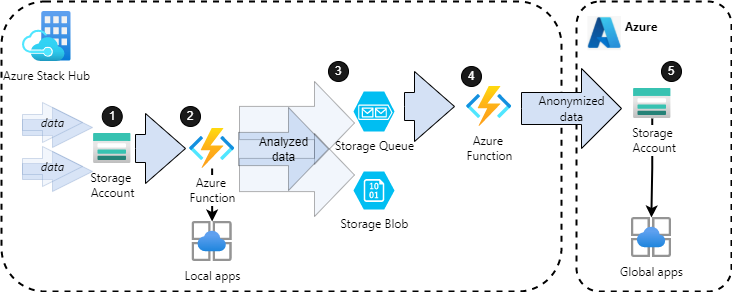 Azure Stack Hub
Azure
data
data
1
Storage
Account
2
Azure
Function
Local apps
Analyzed
data
3
Storage Queue
10
01
Storage Blob
4
Azure
Function
Anonymized
data
5
Storage
Account
Global apps